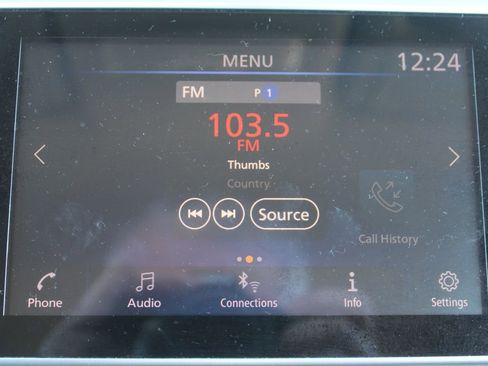 MENU
12:24
FM P 1
103.5
FM
Thumbs
Country
Source
Call History
Phone Audio Connections Info Settings